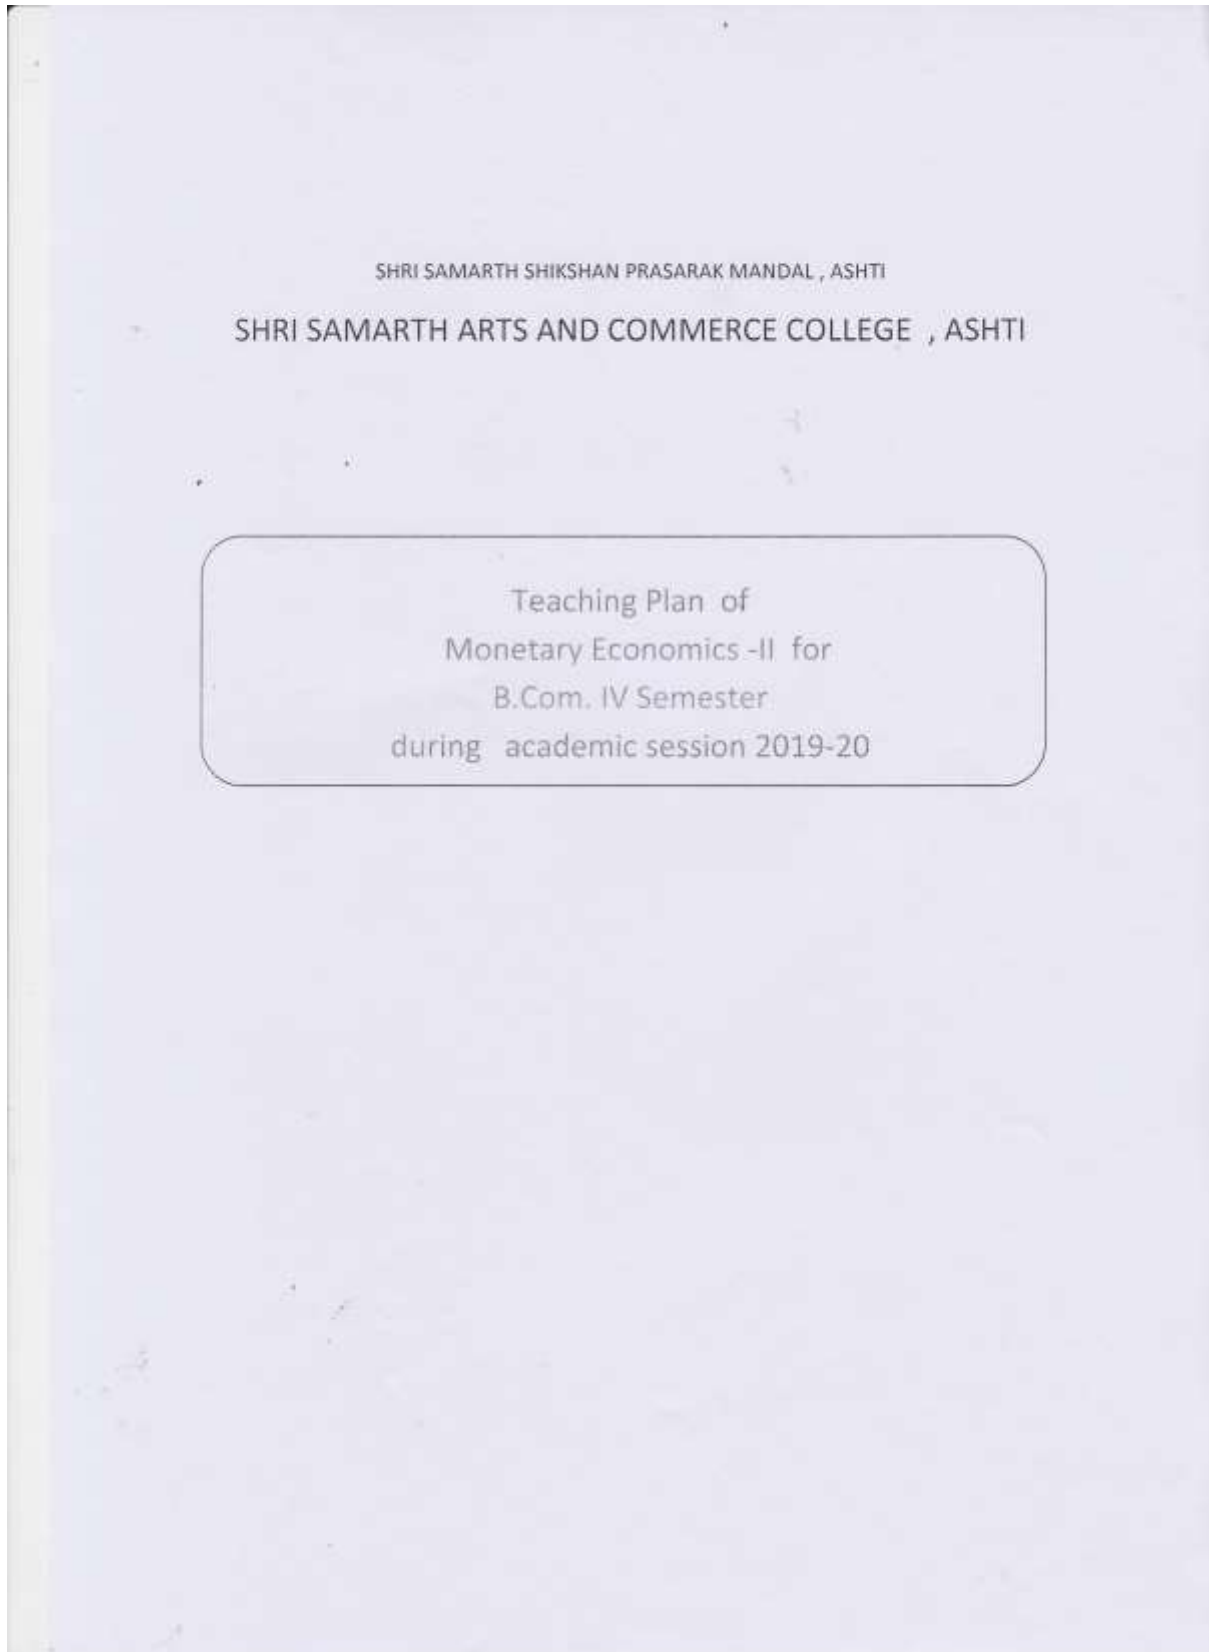 SHRI SAMARTH SHIKSHAN PRASARAK MANDAL , ASHTI
SHRI SAMARTH ARTS AND COMMERCE COLLEGE , ASHTI
Teaching Plan of
Monetary Economics -II for
B.Com. IV Semester
during academic session 2019-20